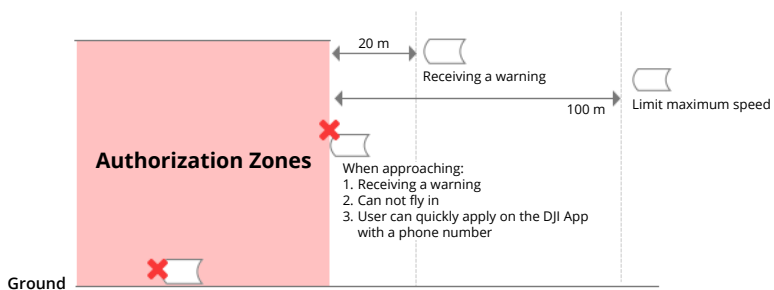 20 m
Receiving a warning
100 m
Limit maximum speed
Authorization Zones
When approaching:
1. Receiving a warning
2. Can not fly in
3. User can quickly apply on the DJI App
with a phone number
Ground